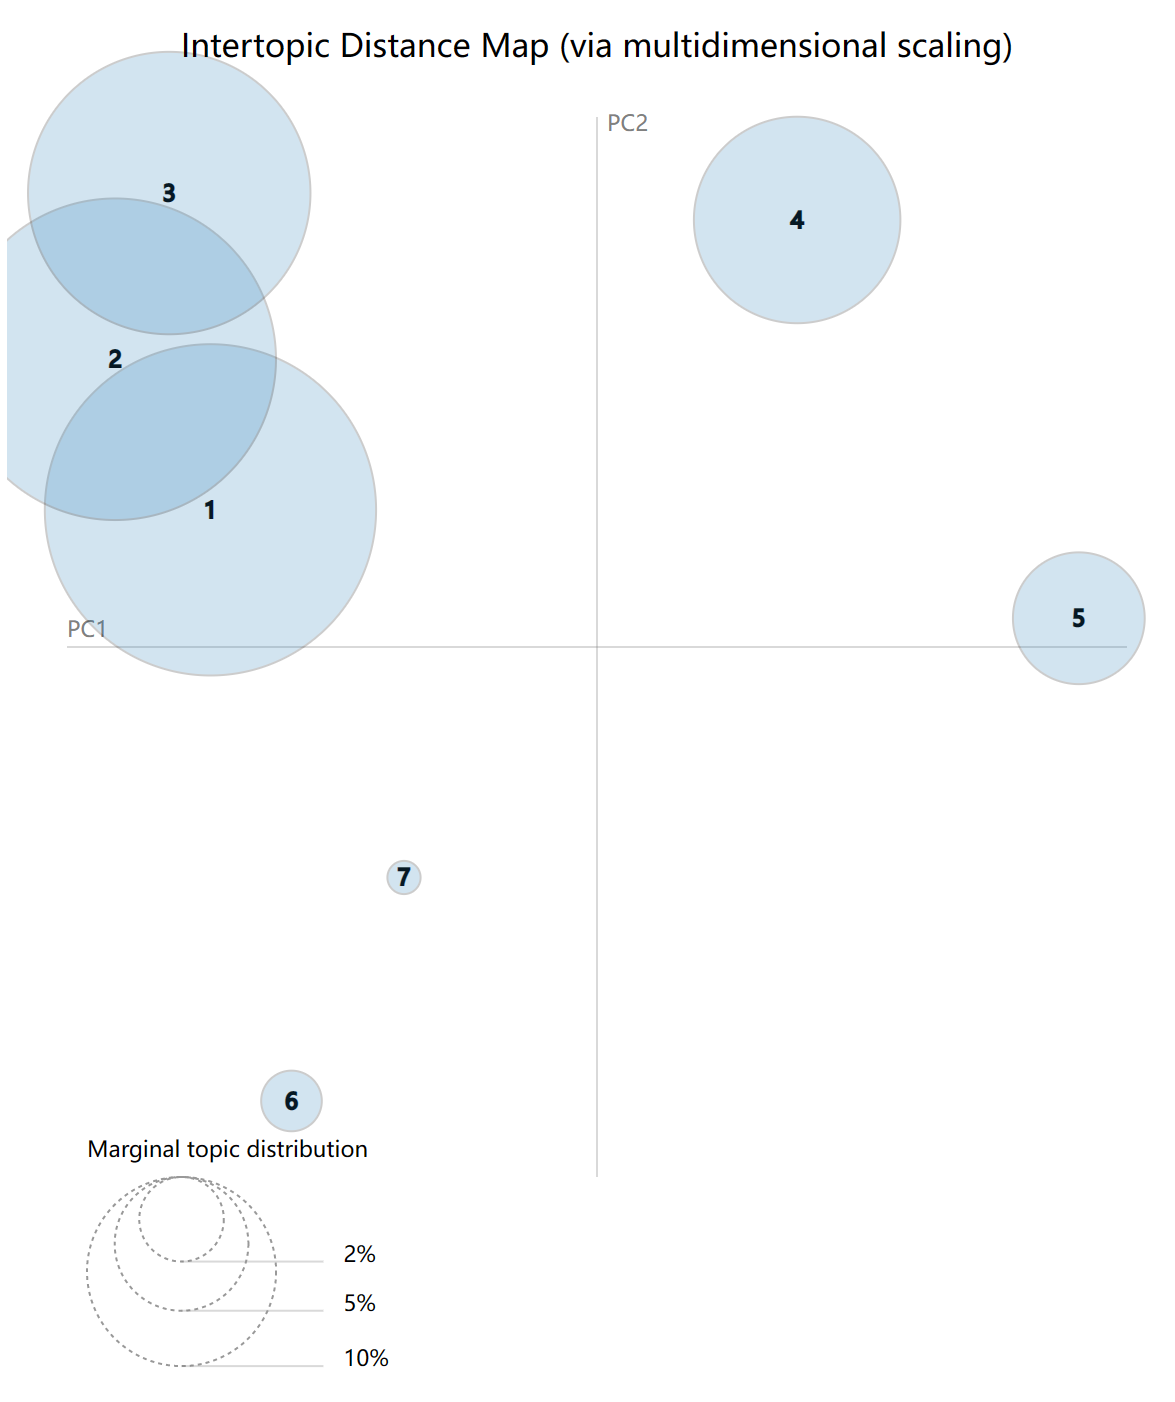 Intertopic Distance Map (via multidimensional scaling)
PC2
3
4
2
1
5
PC1
7
6
Marginal topic distribution
2%
5%
10%